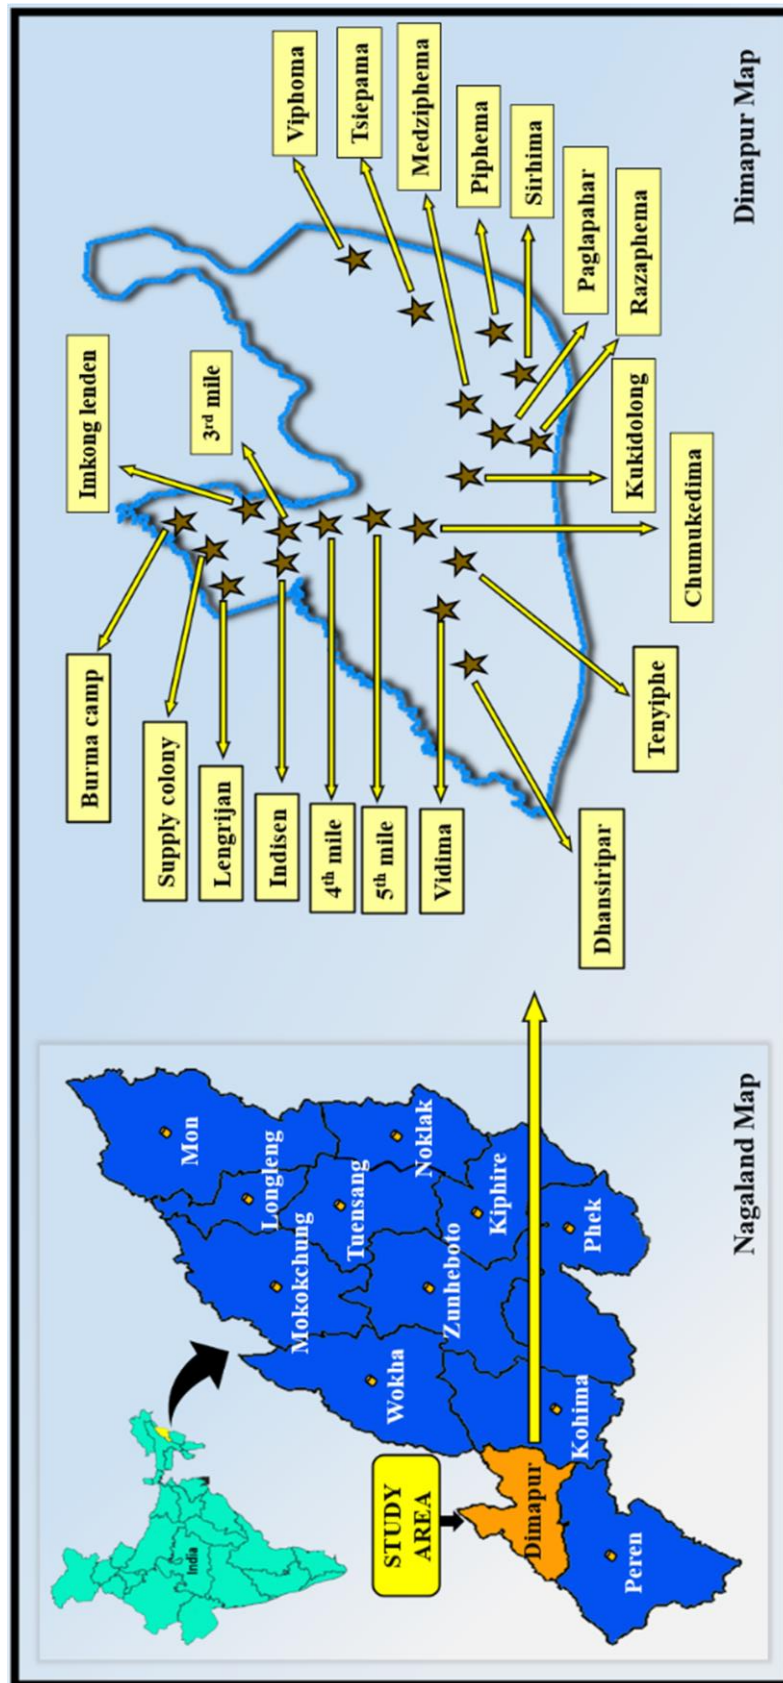 India
STUDY
AREA
Mon
Longleng
Mokokchung
Tuensang
Noklak
Wokha
Zunheboto
Kiphire
Phek
Kohima
Dimapur
Peren
Nagaland Map
Burma camp
Supply colony
Lengrijan
Indisen
4th mile
5th mile
Vidima
Dhansiripar
Imkong lenden
3rd mile
Viphoma
Tsiepama
Medziphema
Piphema
Sirhima
Paglapahar
Razaphema
Kukidolong
Chumukedima
Tenyiphe
Dimapur Map